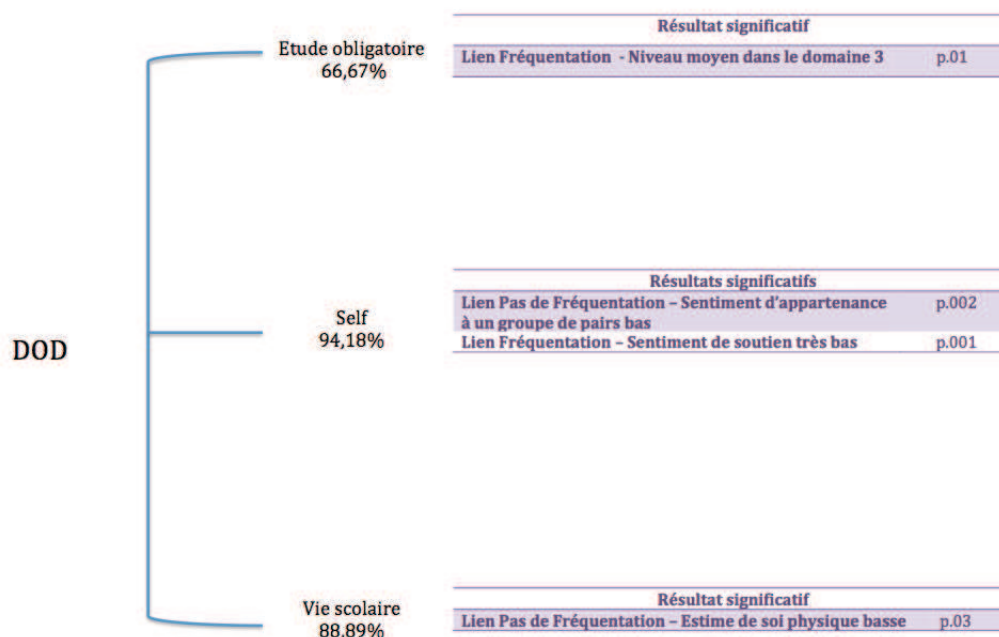 Etude obligatoire
66,67%
Résultat significatif
Lien Fréquentation - Niveau moyen dans le domaine 3 p.01
DOD
Self
94,18%
Résultats significatifs
Lien Pas de Fréquentation – Sentiment d'appartenance p.002
à un groupe de pairs bas
Lien Fréquentation – Sentiment de soutien très bas p.001
Vie scolaire
88,89%
Résultat significatif
Lien Pas de Fréquentation – Estime de soi physique basse p.03